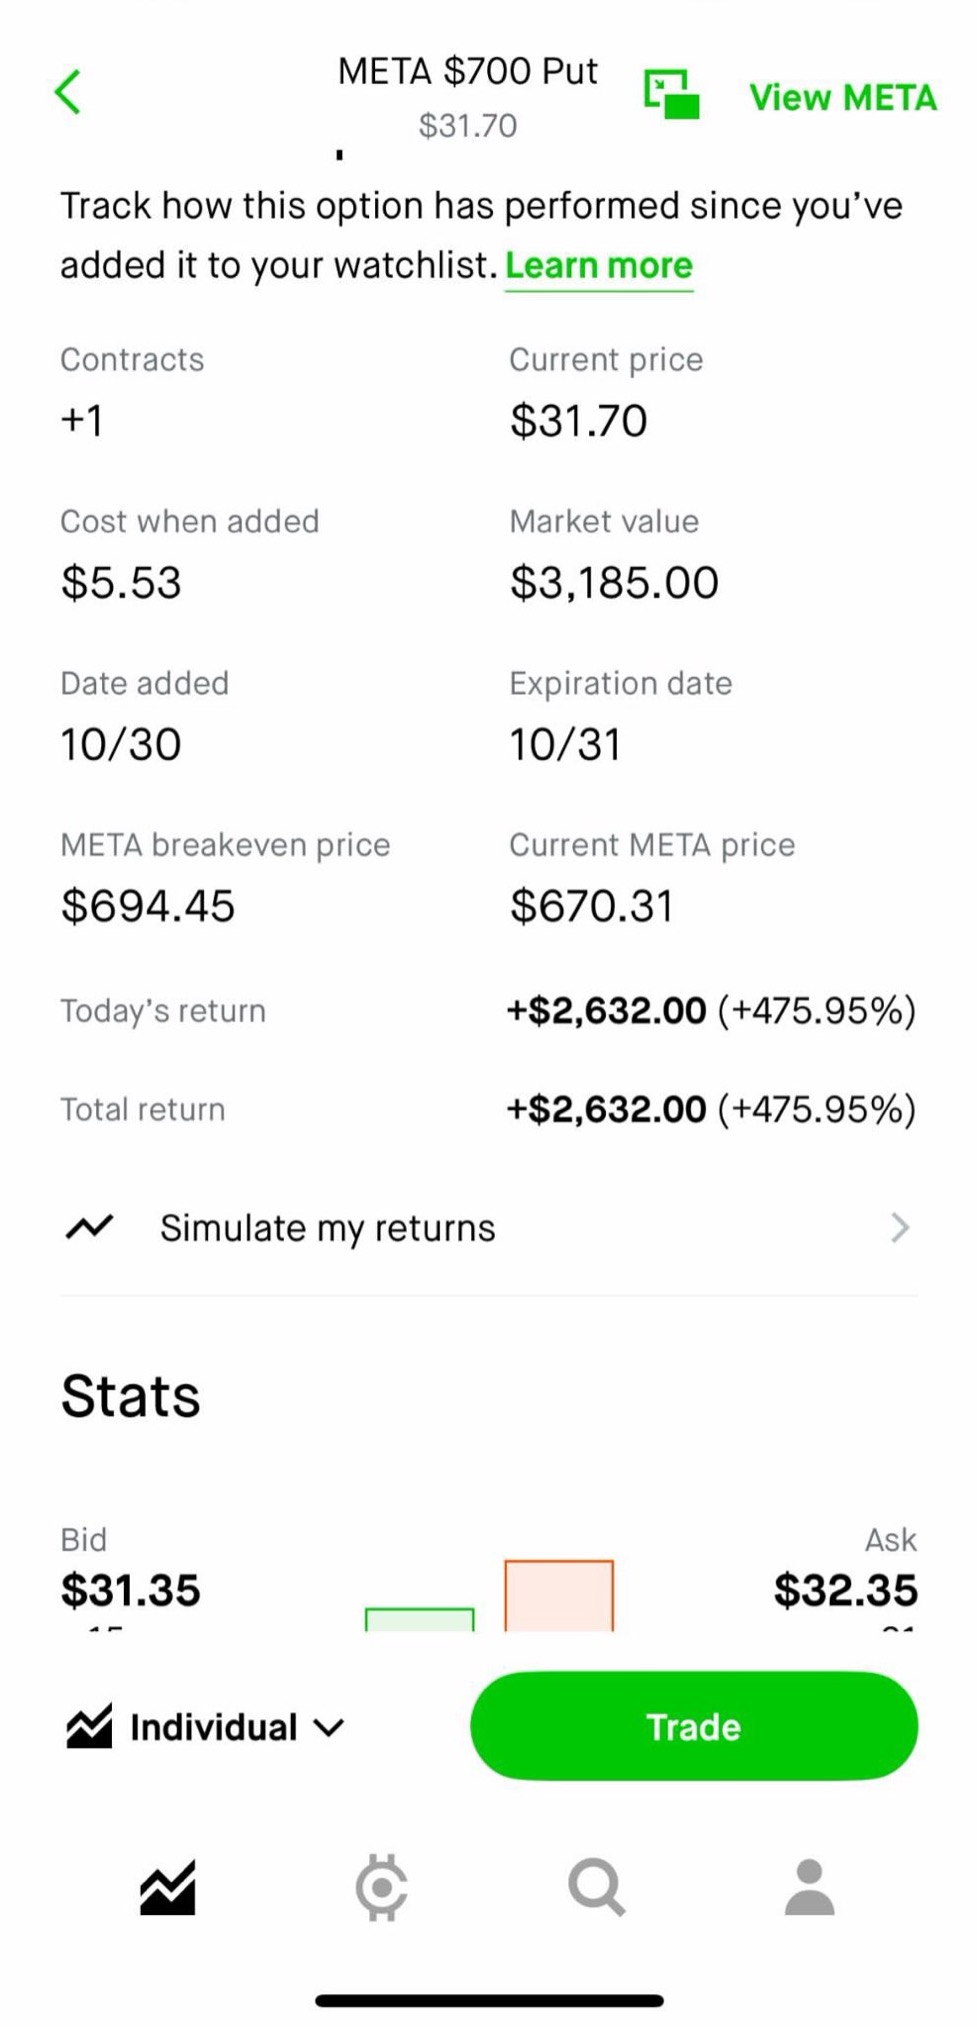 META $700 Put
$31.70
View META
Track how this option has performed since you've
added it to your watchlist. Learn more
Contracts
Current price
+1
$31.70
Cost when added
Market value
$5.53
$3,185.00
Date added
Expiration date
10/30
10/31
META breakeven price
Current META price
$694.45
$670.31
Today's return
+$2,632.00 (+475.95%)
Total return
+$2,632.00 (+475.95%)
Simulate my returns
Stats
Bid
Ask
$31.35
$32.35
Individual
Trade